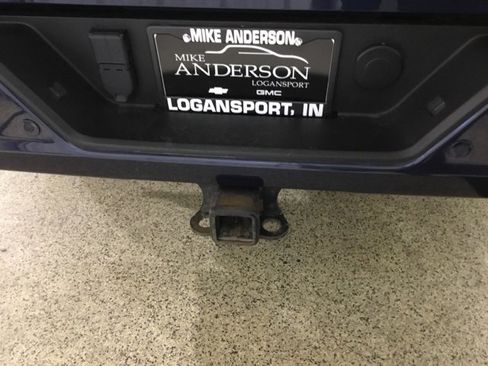 MIKE ANDERSON
MIKE
ANDERSON
LOGANSPORT
GMC
LOGANSPORT, IN